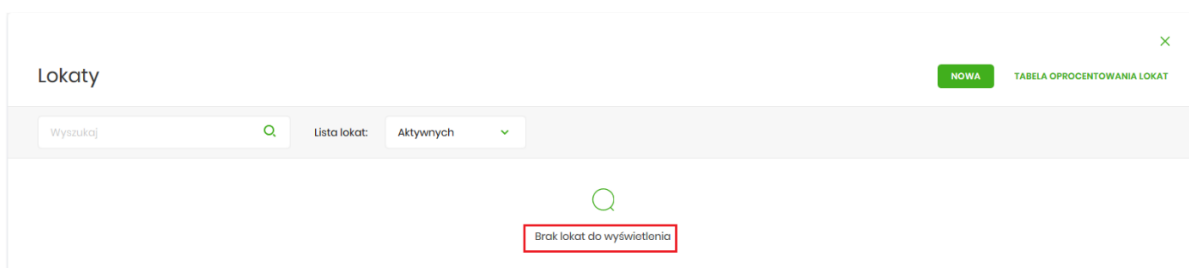 Lokaty
NOWA
TABELA OPROCENTOWANIA LOKAT
Wyszukaj
Lista lokat:
Aktywnych
Brak lokat do wyświetlenia